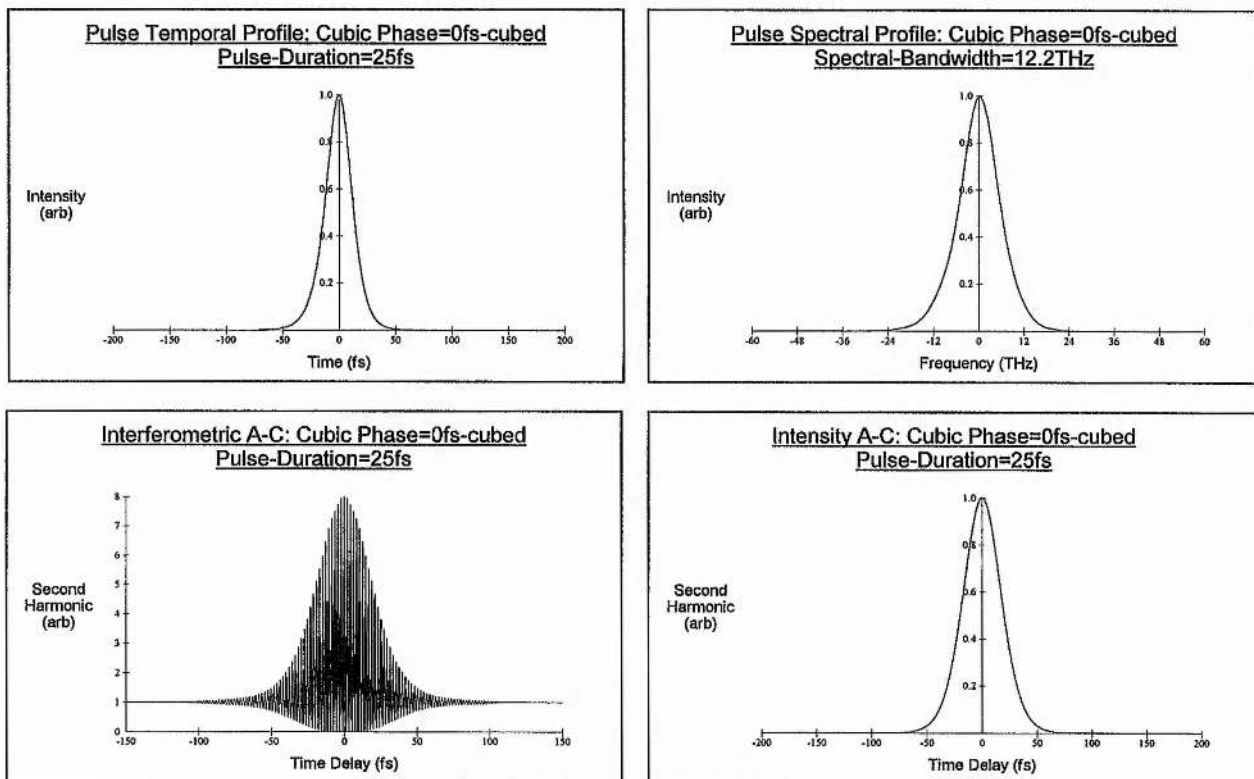 Pulse Temporal Profile: Cubic Phase=0fs-cubed
Pulse-Duration=25fs
1.0
0.8
0.6
0.4
0.2
Intensity
(arb)
-200 -150 -100 -50 0 50 100 150 200
Time (fs)
Pulse Spectral Profile: Cubic Phase=0fs-cubed
Spectral-Bandwidth=12.2THz
1.0
0.8
0.6
0.4
0.2
Intensity
(arb)
-60 -48 -36 -24 -12 0 12 24 36 48 60
Frequency (THz)
Interferometric A-C: Cubic Phase=0fs-cubed
Pulse-Duration=25fs
8
7
6
5
4
3
2
1
0
Second
Harmonic
(arb)
-150 -100 -50 0 50 100 150
Time Delay (fs)
Intensity A-C: Cubic Phase=0fs-cubed
Pulse-Duration=25fs
1.0
0.8
0.6
0.4
0.2
Second
Harmonic
(arb)
-200 -150 -100 -50 0 50 100 150 200
Time Delay (fs)